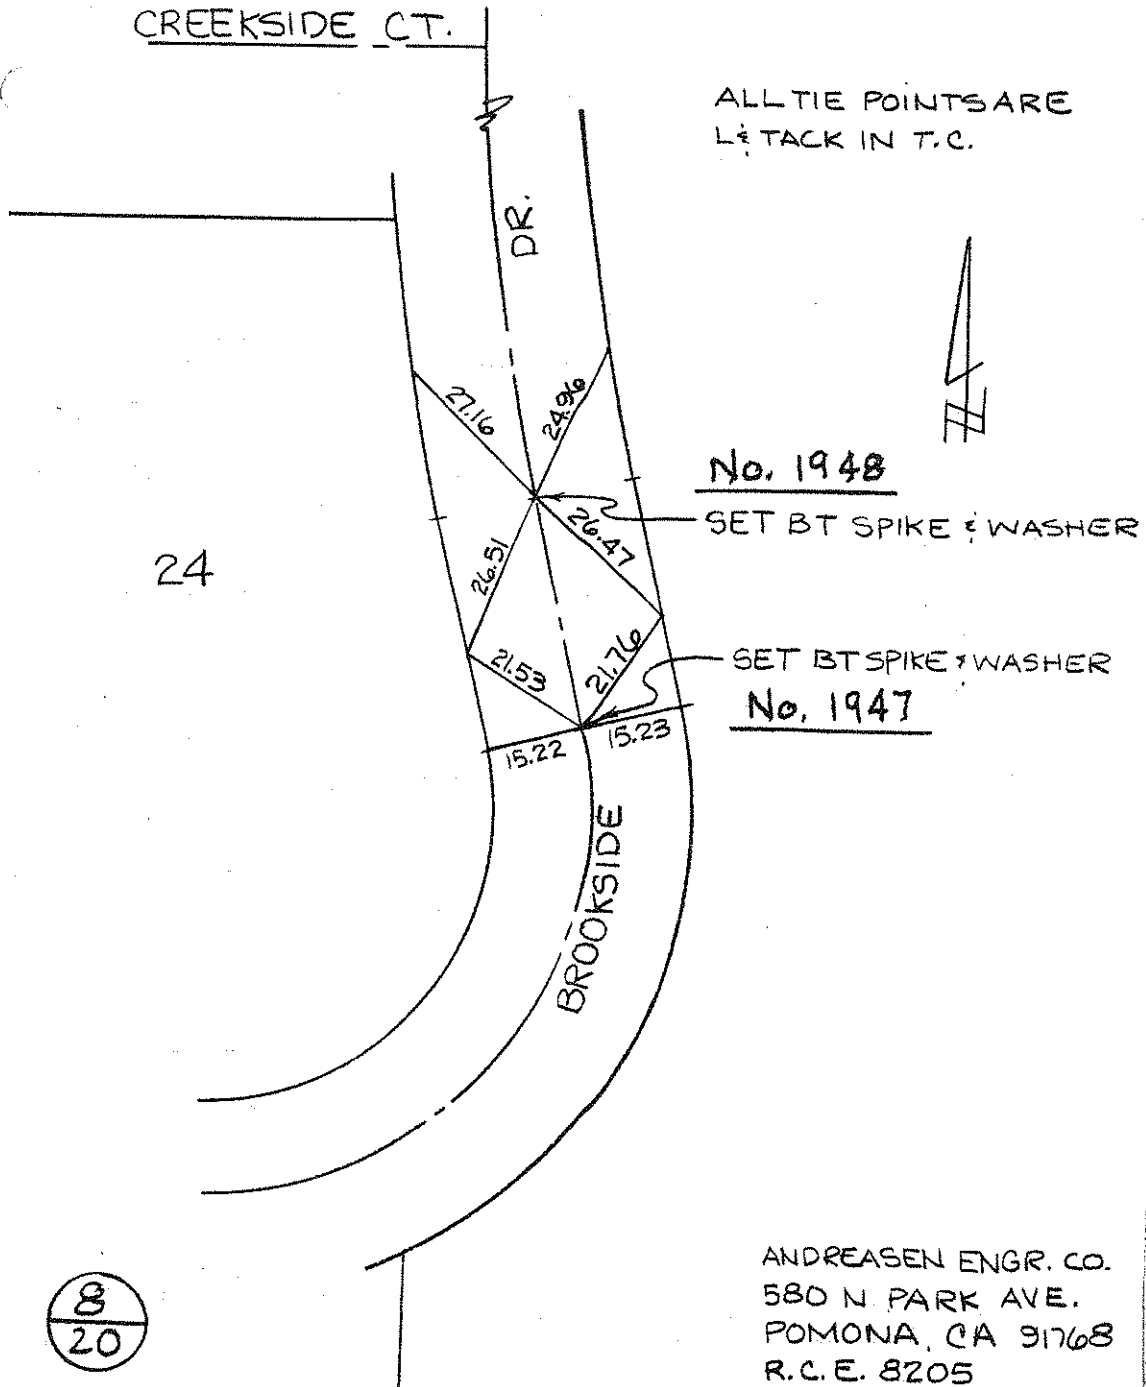 CREEKSIDE CT.
ALL TIE POINTS ARE
L & TACK IN T.C.
DR.
27.16
24.96
No. 1948
SET BT SPIKE & WASHER
26.47
26.51
24
21.53
21.76
SET BT SPIKE & WASHER
No. 1947
15.22
15.23
BROOKSIDE
N
8
20
ANDREASEN ENGR. CO.
580 N PARK AVE.
POMONA, CA 91768
R.C.E. 8205